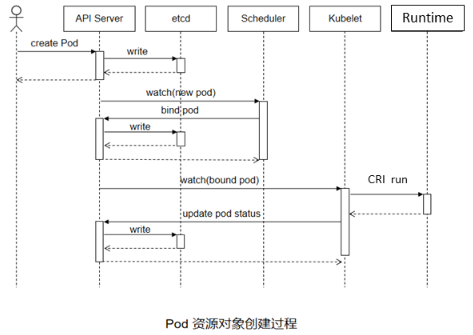 API Server
etcd
Scheduler
Kubelet
Runtime
create Pod
write
watch(new pod)
bind pod
write
watch(bound pod)
CRI run
update pod status
write
Pod 资源对象创建过程